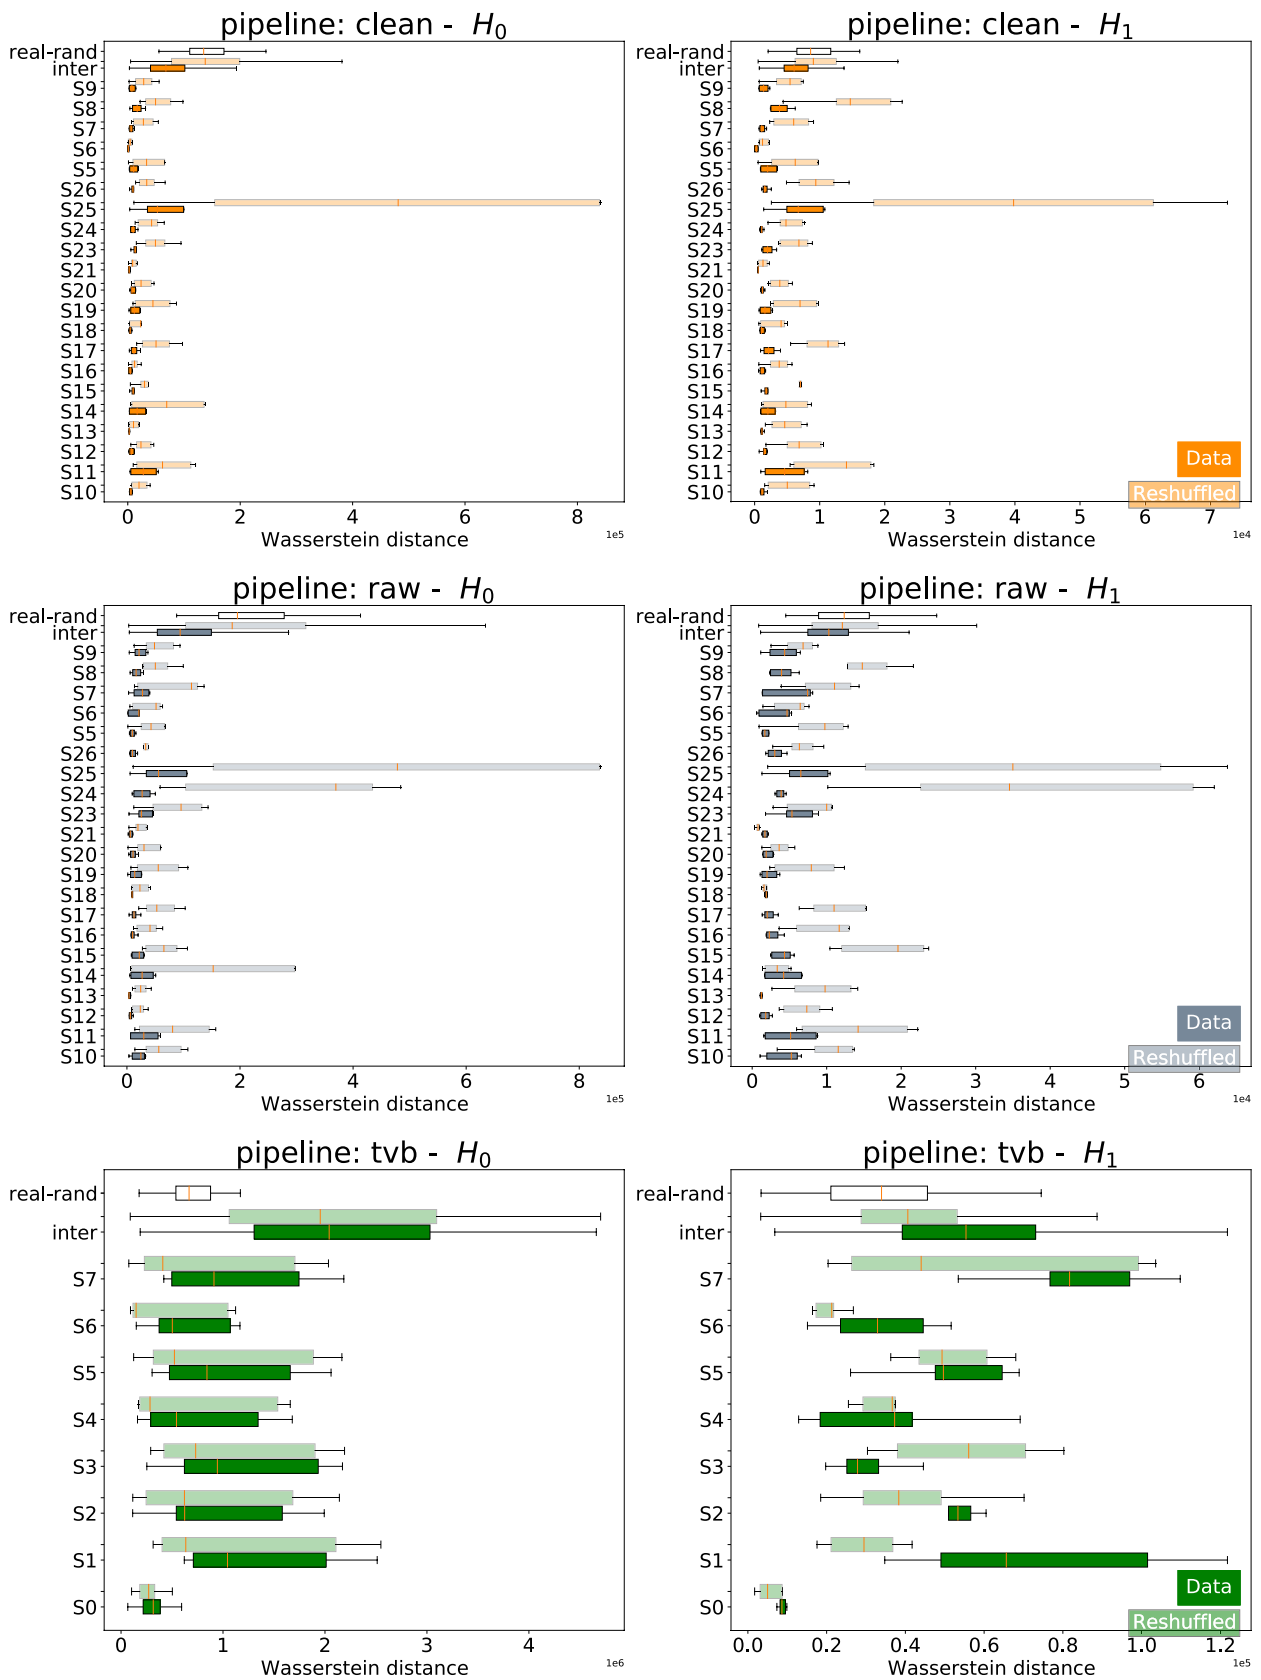 pipeline: clean - H₀
real-rand
inter
S9
S8
S7
S6
S5
S26
S25
S24
S23
S21
S20
S19
S18
S17
S16
S15
S14
S13
S12
S11
S10
0 2 4 6 8
1e5
Wasserstein distance
pipeline: clean - H₁
real-rand
inter
S9
S8
S7
S6
S5
S26
S25
S24
S23
S21
S20
S19
S18
S17
S16
S15
S14
S13
S12
S11
S10
Data
Reshuffled
0 1 2 3 4 5 6 7
1e4
Wasserstein distance
pipeline: raw - H₀
real-rand
inter
S9
S8
S7
S6
S5
S26
S25
S24
S23
S21
S20
S19
S18
S17
S16
S15
S14
S13
S12
S11
S10
0 2 4 6 8
1e5
Wasserstein distance
pipeline: raw - H₁
real-rand
inter
S9
S8
S7
S6
S5
S26
S25
S24
S23
S21
S20
S19
S18
S17
S16
S15
S14
S13
S12
S11
S10
Data
Reshuffled
0 1 2 3 4 5 6
1e4
Wasserstein distance
pipeline: tvb - H₀
real-rand
inter
S7
S6
S5
S4
S3
S2
S1
S0
0 1 2 3 4
1e6
Wasserstein distance
pipeline: tvb - H₁
real-rand
inter
S7
S6
S5
S4
S3
S2
S1
S0
Data
Reshuffled
0.0 0.2 0.4 0.6 0.8 1.0 1.2
1e5
Wasserstein distance